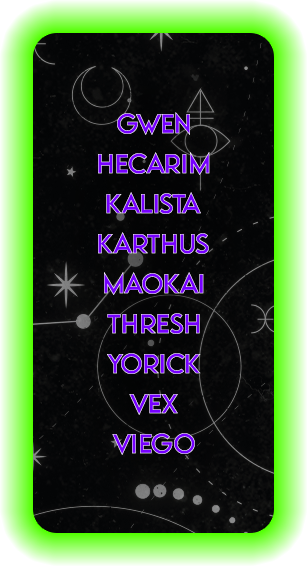 GWEN
HECARIM
KALISTA
KARTHUS
MAOKAI
THRESH
YORICK
VEX
VIEGO